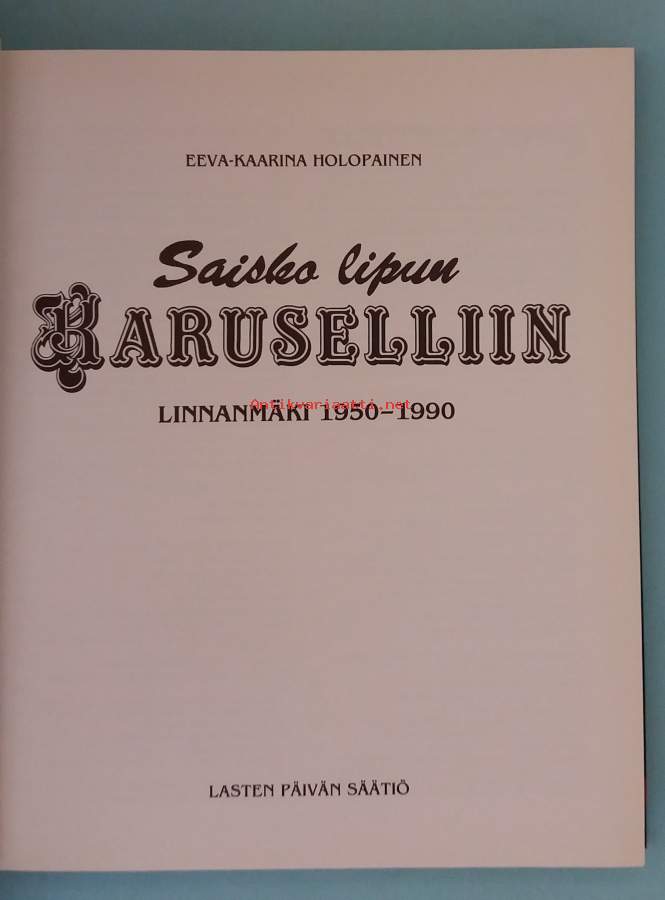 EEVA-KAARINA HOLOPAINEN
Saisko lipun
KARUSELLIIN
Antikvariaatti.net
LINNANMÄKI 1950–1990
LASTEN PÄIVÄN SÄÄTIÖ